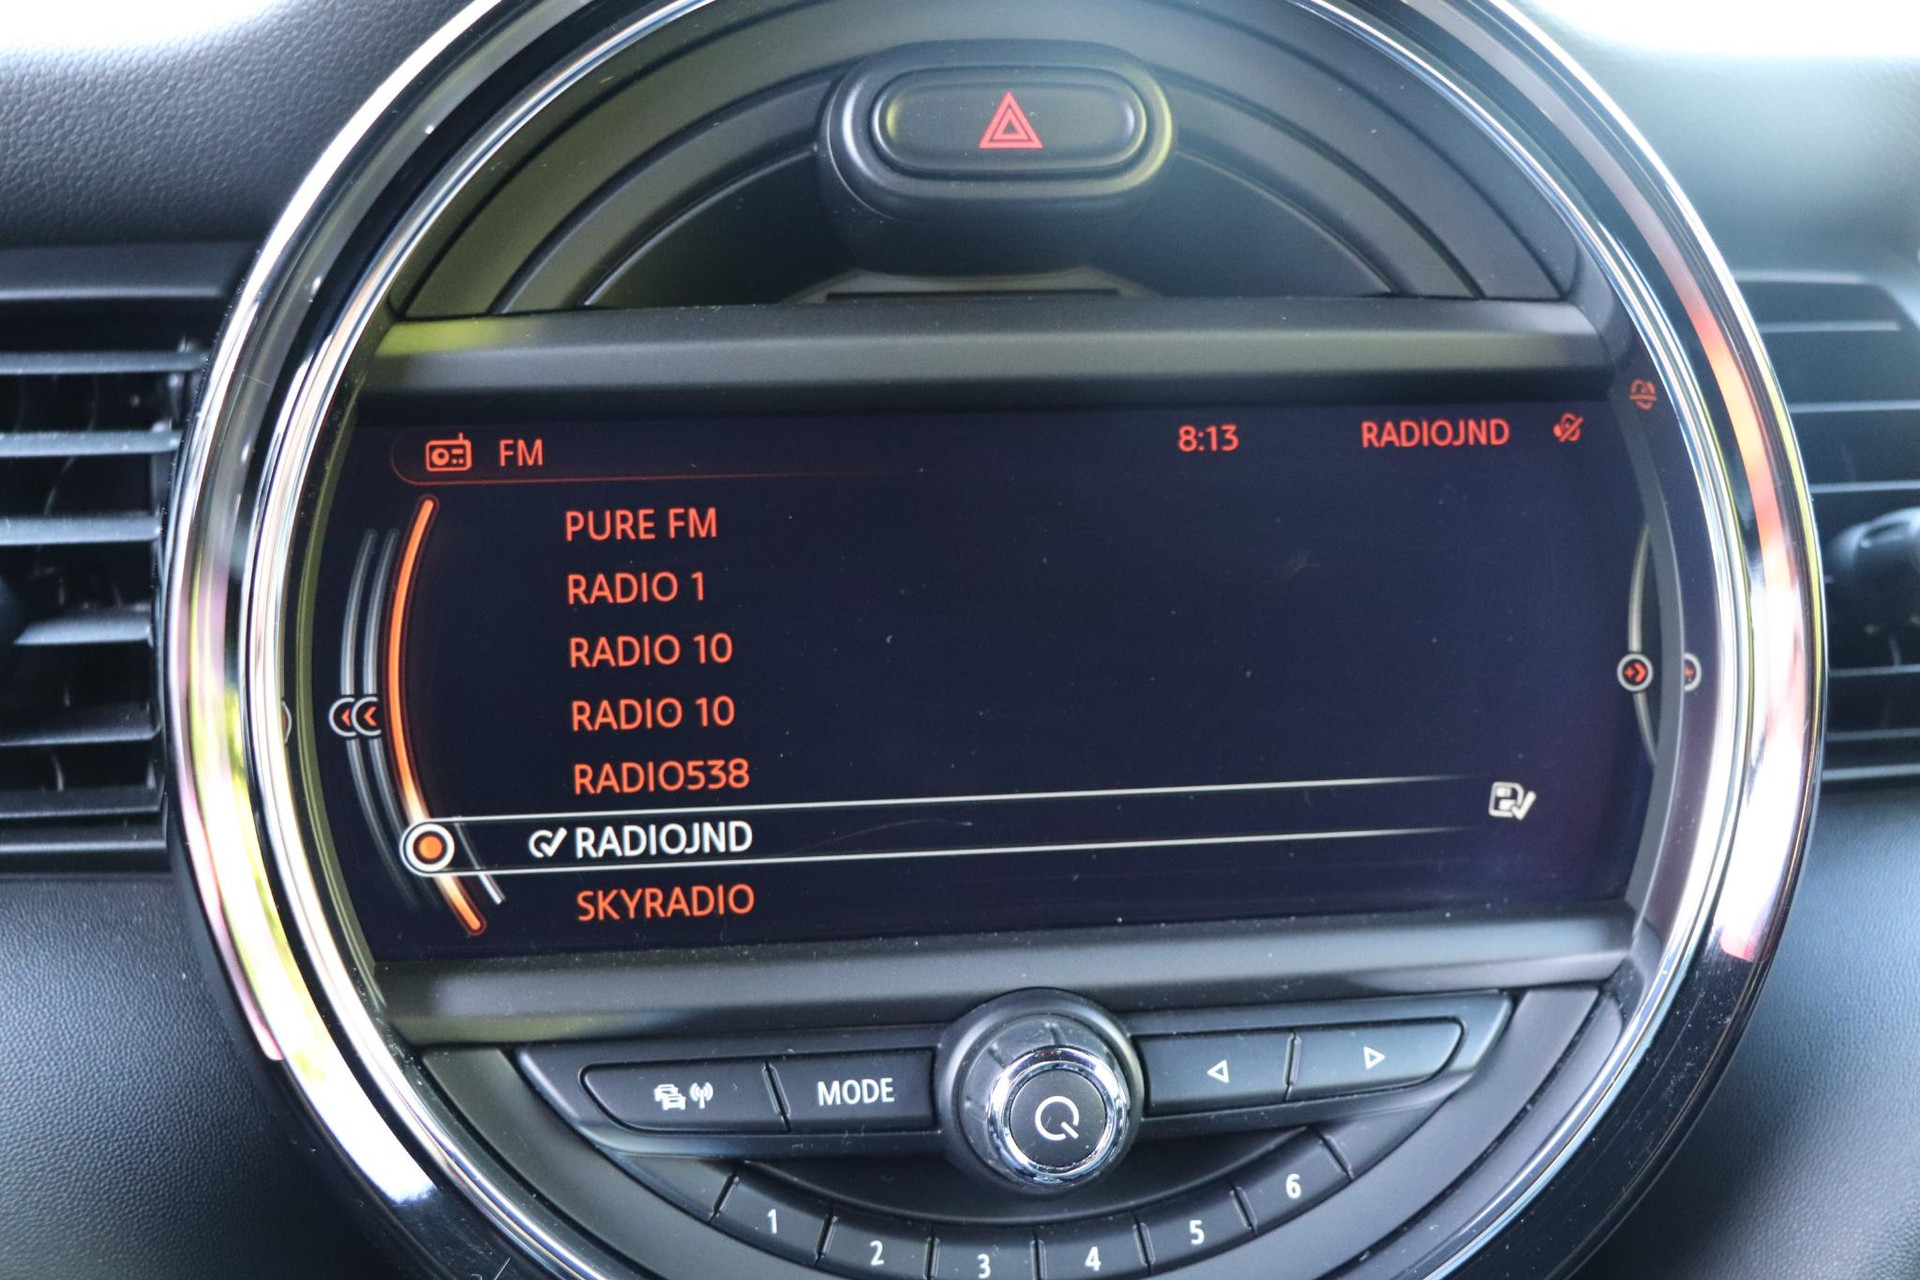 FM 8:13 RADIOJND
PURE FM
RADIO 1
RADIO 10
RADIO 10
RADIO538
RADIOJND
SKYRADIO
MODE
1 2 3 4 5 6